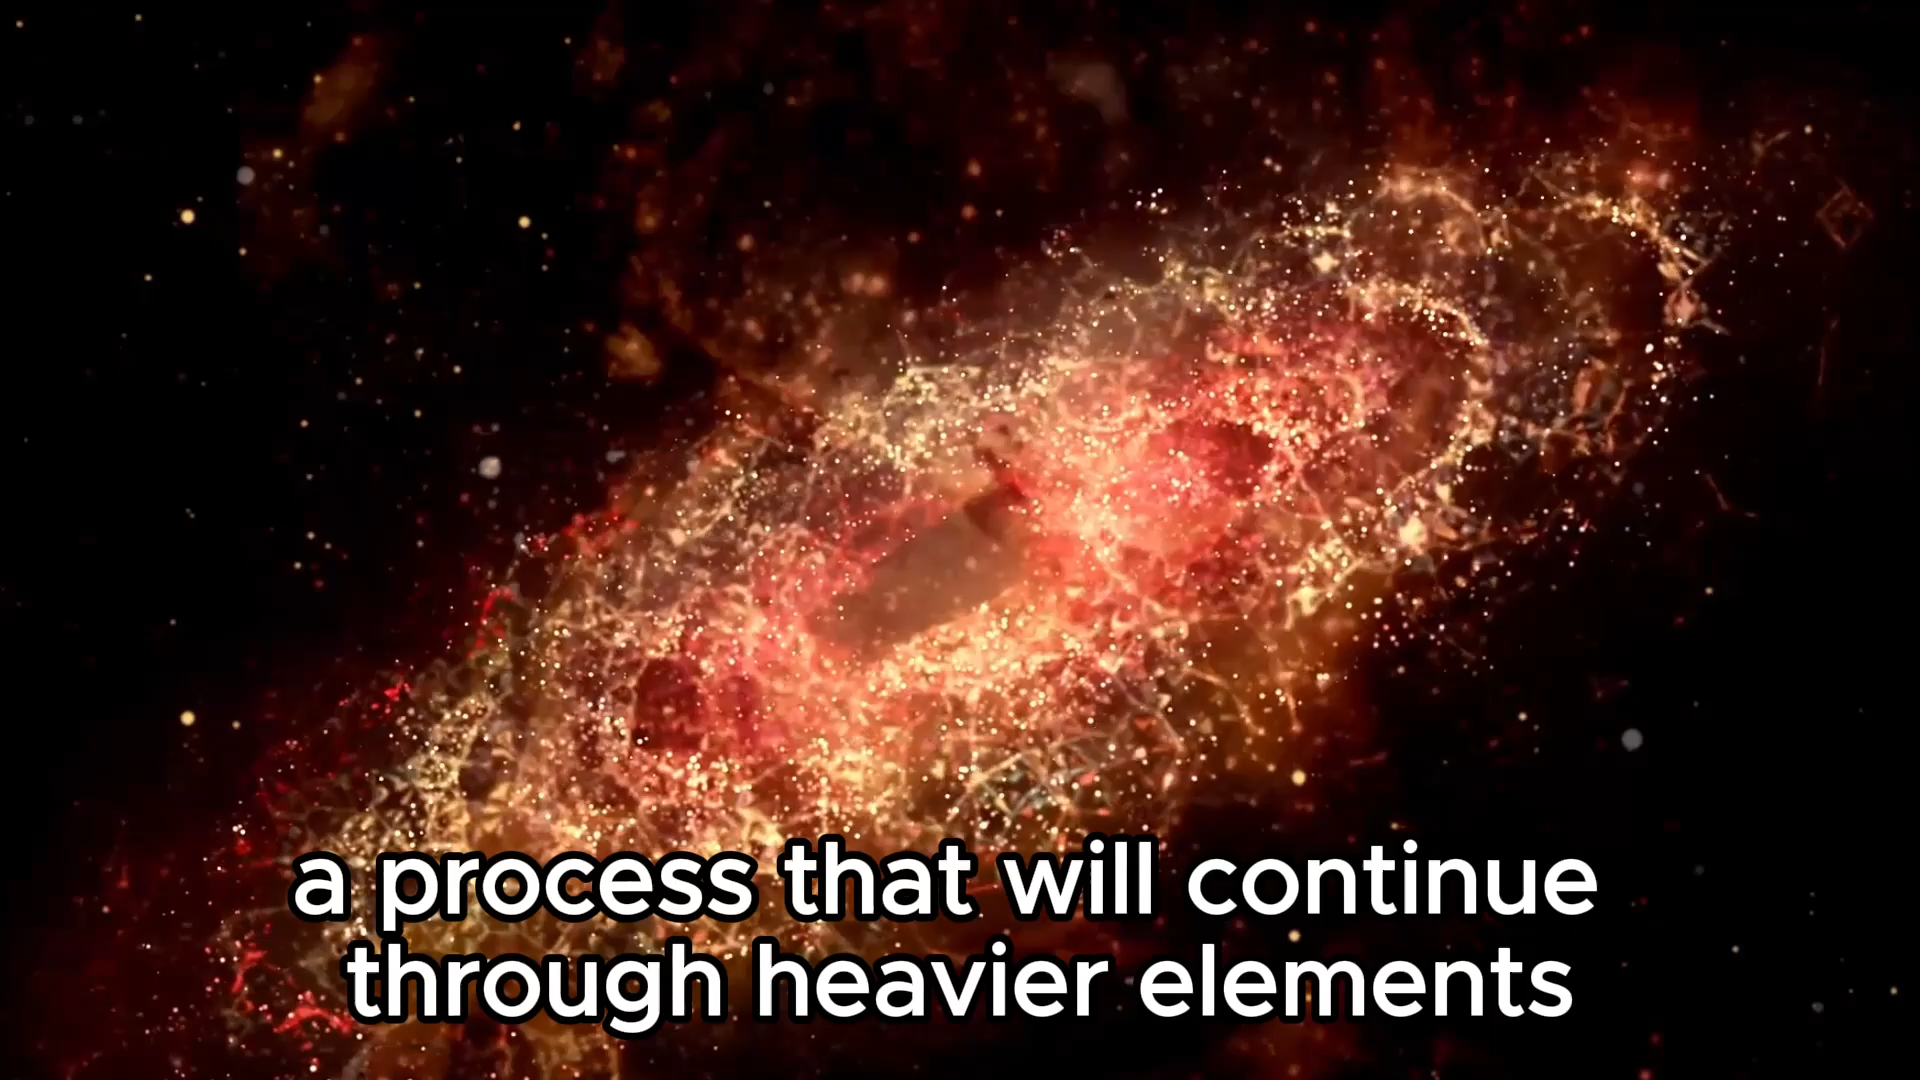 a process that will continue
through heavier elements